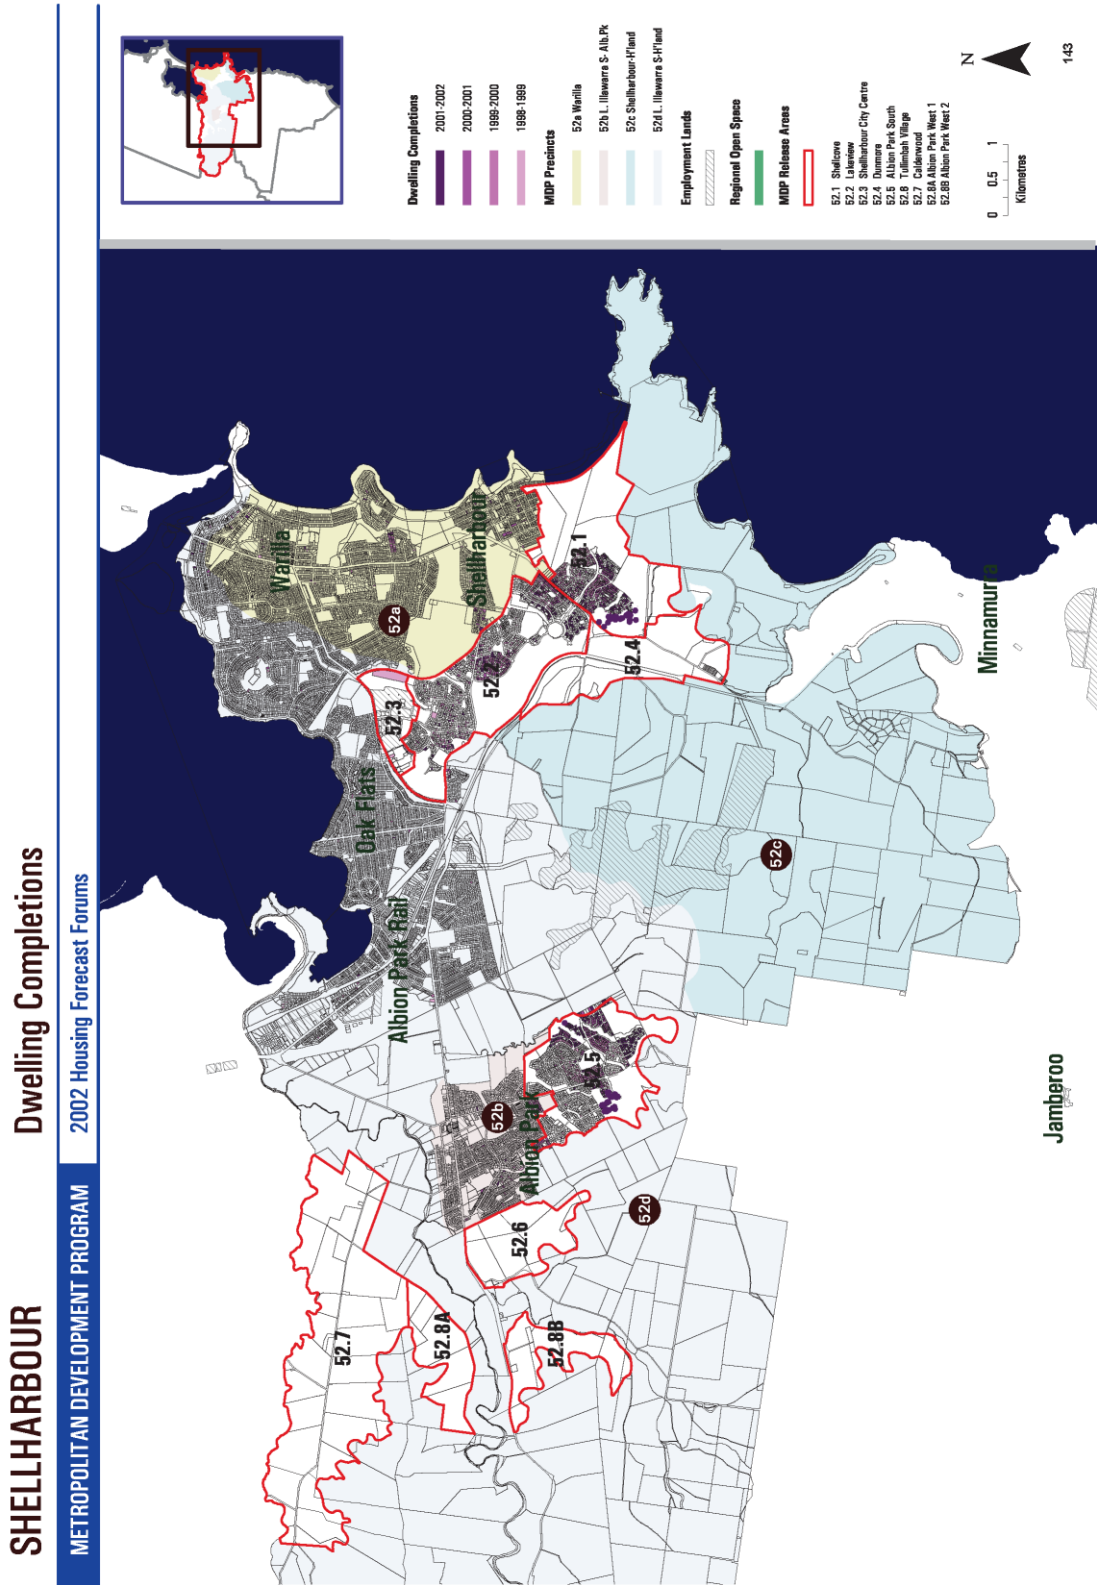 SHELLHARBOUR
Dwelling Completions
METROPOLITAN DEVELOPMENT PROGRAM
2002 Housing Forecast Forums
52.7
52.8A
52.8B
52.6
52d
Albion Park
52b
52.5
Albion Park Rail
Oak Flats
52.3
52a
Warilla
Shellharbour
52.2
52.1
52.4
52c
Minnamurra
Jamberoo
Dwelling Completions
2001-2002
2000-2001
1999-2000
1998-1999
MDP Precincts
52a Warilla
52b L. Illawarra S- Alb.Pk
52c Shellharbour-H'land
52d L. Illawarra S-H'land
Employment Lands
Regional Open Space
MDP Release Areas
52.1 Shellcove
52.2 Lakeview
52.3 Shellharbour City Centre
52.4 Dunmore
52.5 Albion Park South
52.6 Tullimbah Village
52.7 Calderwood
52.8A Albion Park West 1
52.8B Albion Park West 2
0 0.5 1
Kilometres
N
143